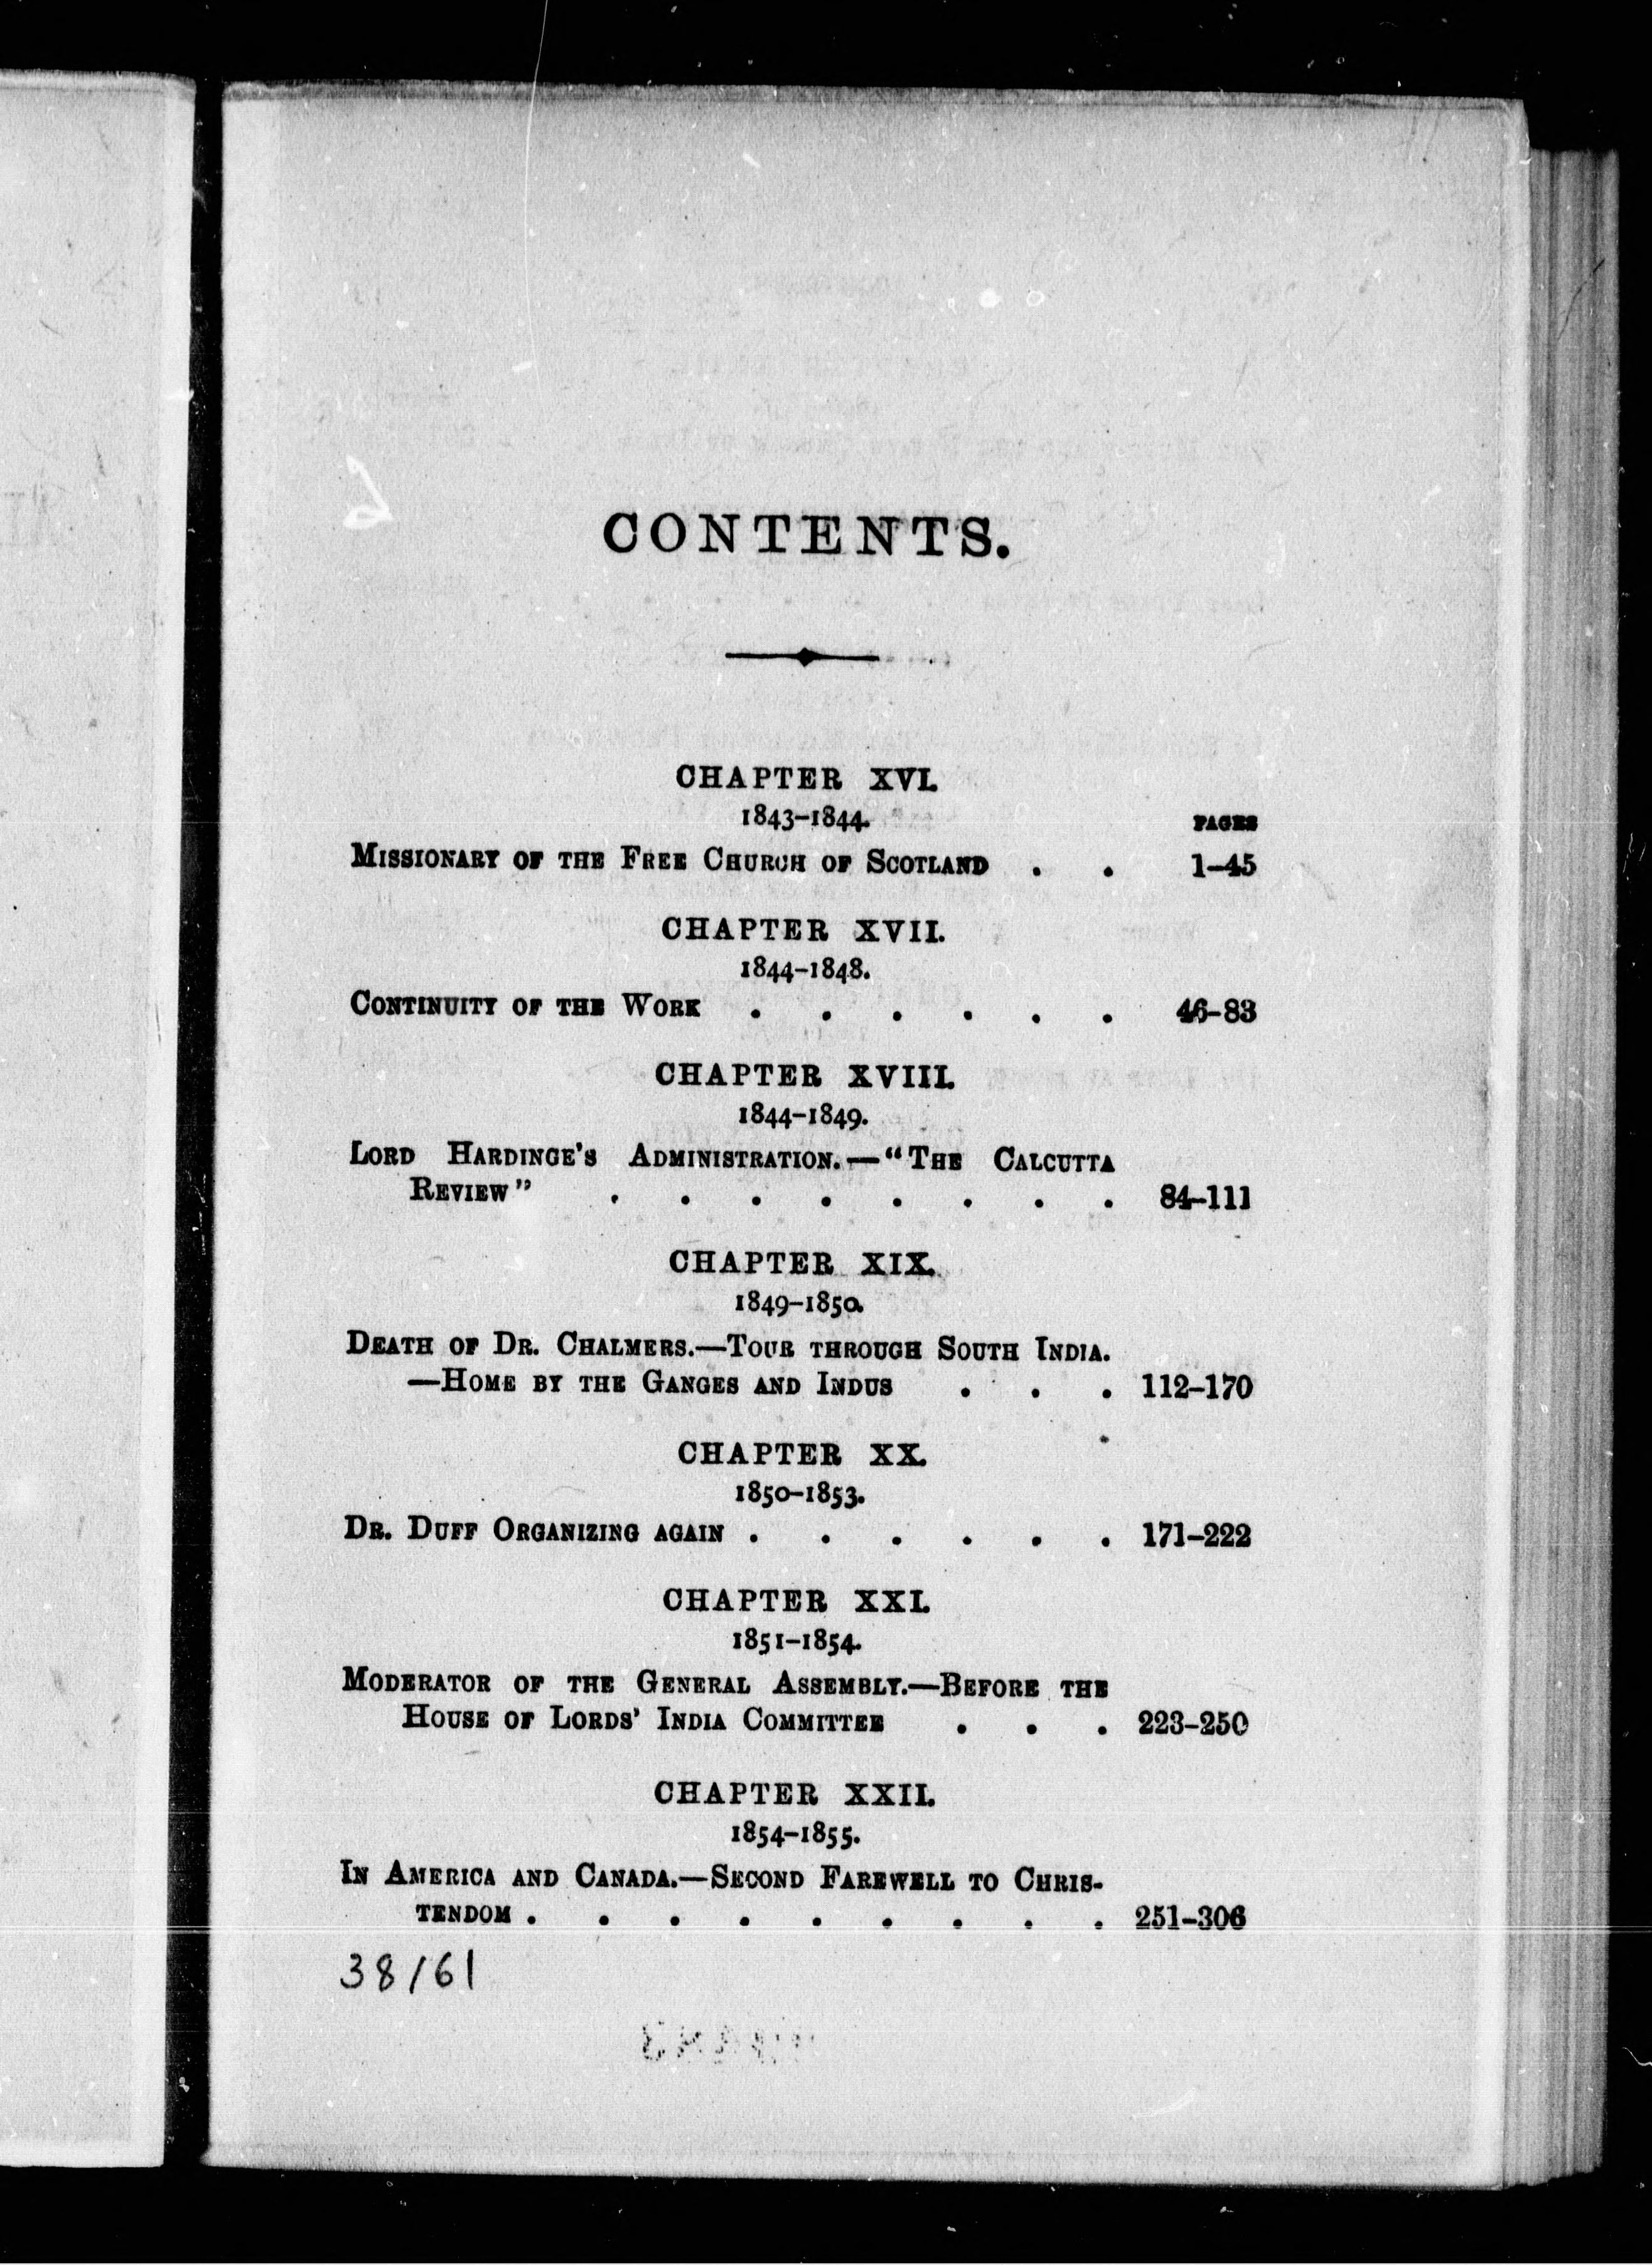 CONTENTS.
CHAPTER XVI.
1843–1844.
PAGES
MISSIONARY OF THE FREE CHURCH OF SCOTLAND . . 1–45
CHAPTER XVII.
1844–1848.
CONTINUITY OF THE WORK . . . . . . 46–83
CHAPTER XVIII.
1844–1849.
LORD HARDINGE'S ADMINISTRATION.—"THE CALCUTTA
REVIEW" . . . . . . . . 84–111
CHAPTER XIX.
1849–1850.
DEATH OF DR. CHALMERS.—TOUR THROUGH SOUTH INDIA.
—HOME BY THE GANGES AND INDUS . . . 112–170
CHAPTER XX.
1850–1853.
DR. DUFF ORGANIZING AGAIN . . . . . . 171–222
CHAPTER XXI.
1851–1854.
MODERATOR OF THE GENERAL ASSEMBLY.—BEFORE THE
HOUSE OF LORDS' INDIA COMMITTEE . . . 223–250
CHAPTER XXII.
1854–1855.
IN AMERICA AND CANADA.—SECOND FAREWELL TO CHRIS-
TENDOM . . . . . . . . . 251–306
38/61